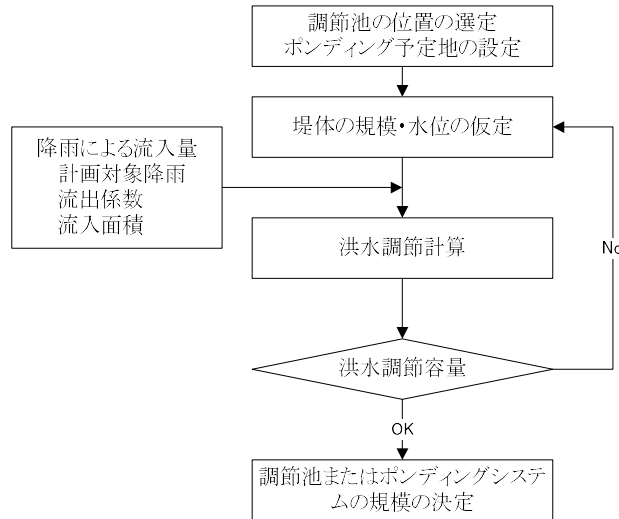 調節池の位置の選定
ポンディング予定地の設定
堤体の規模・水位の仮定
降雨による流入量
計画対象降雨
流出係数
流入面積
洪水調節計算
No
洪水調節容量
OK
調節池またはポンディングシステ
ムの規模の決定